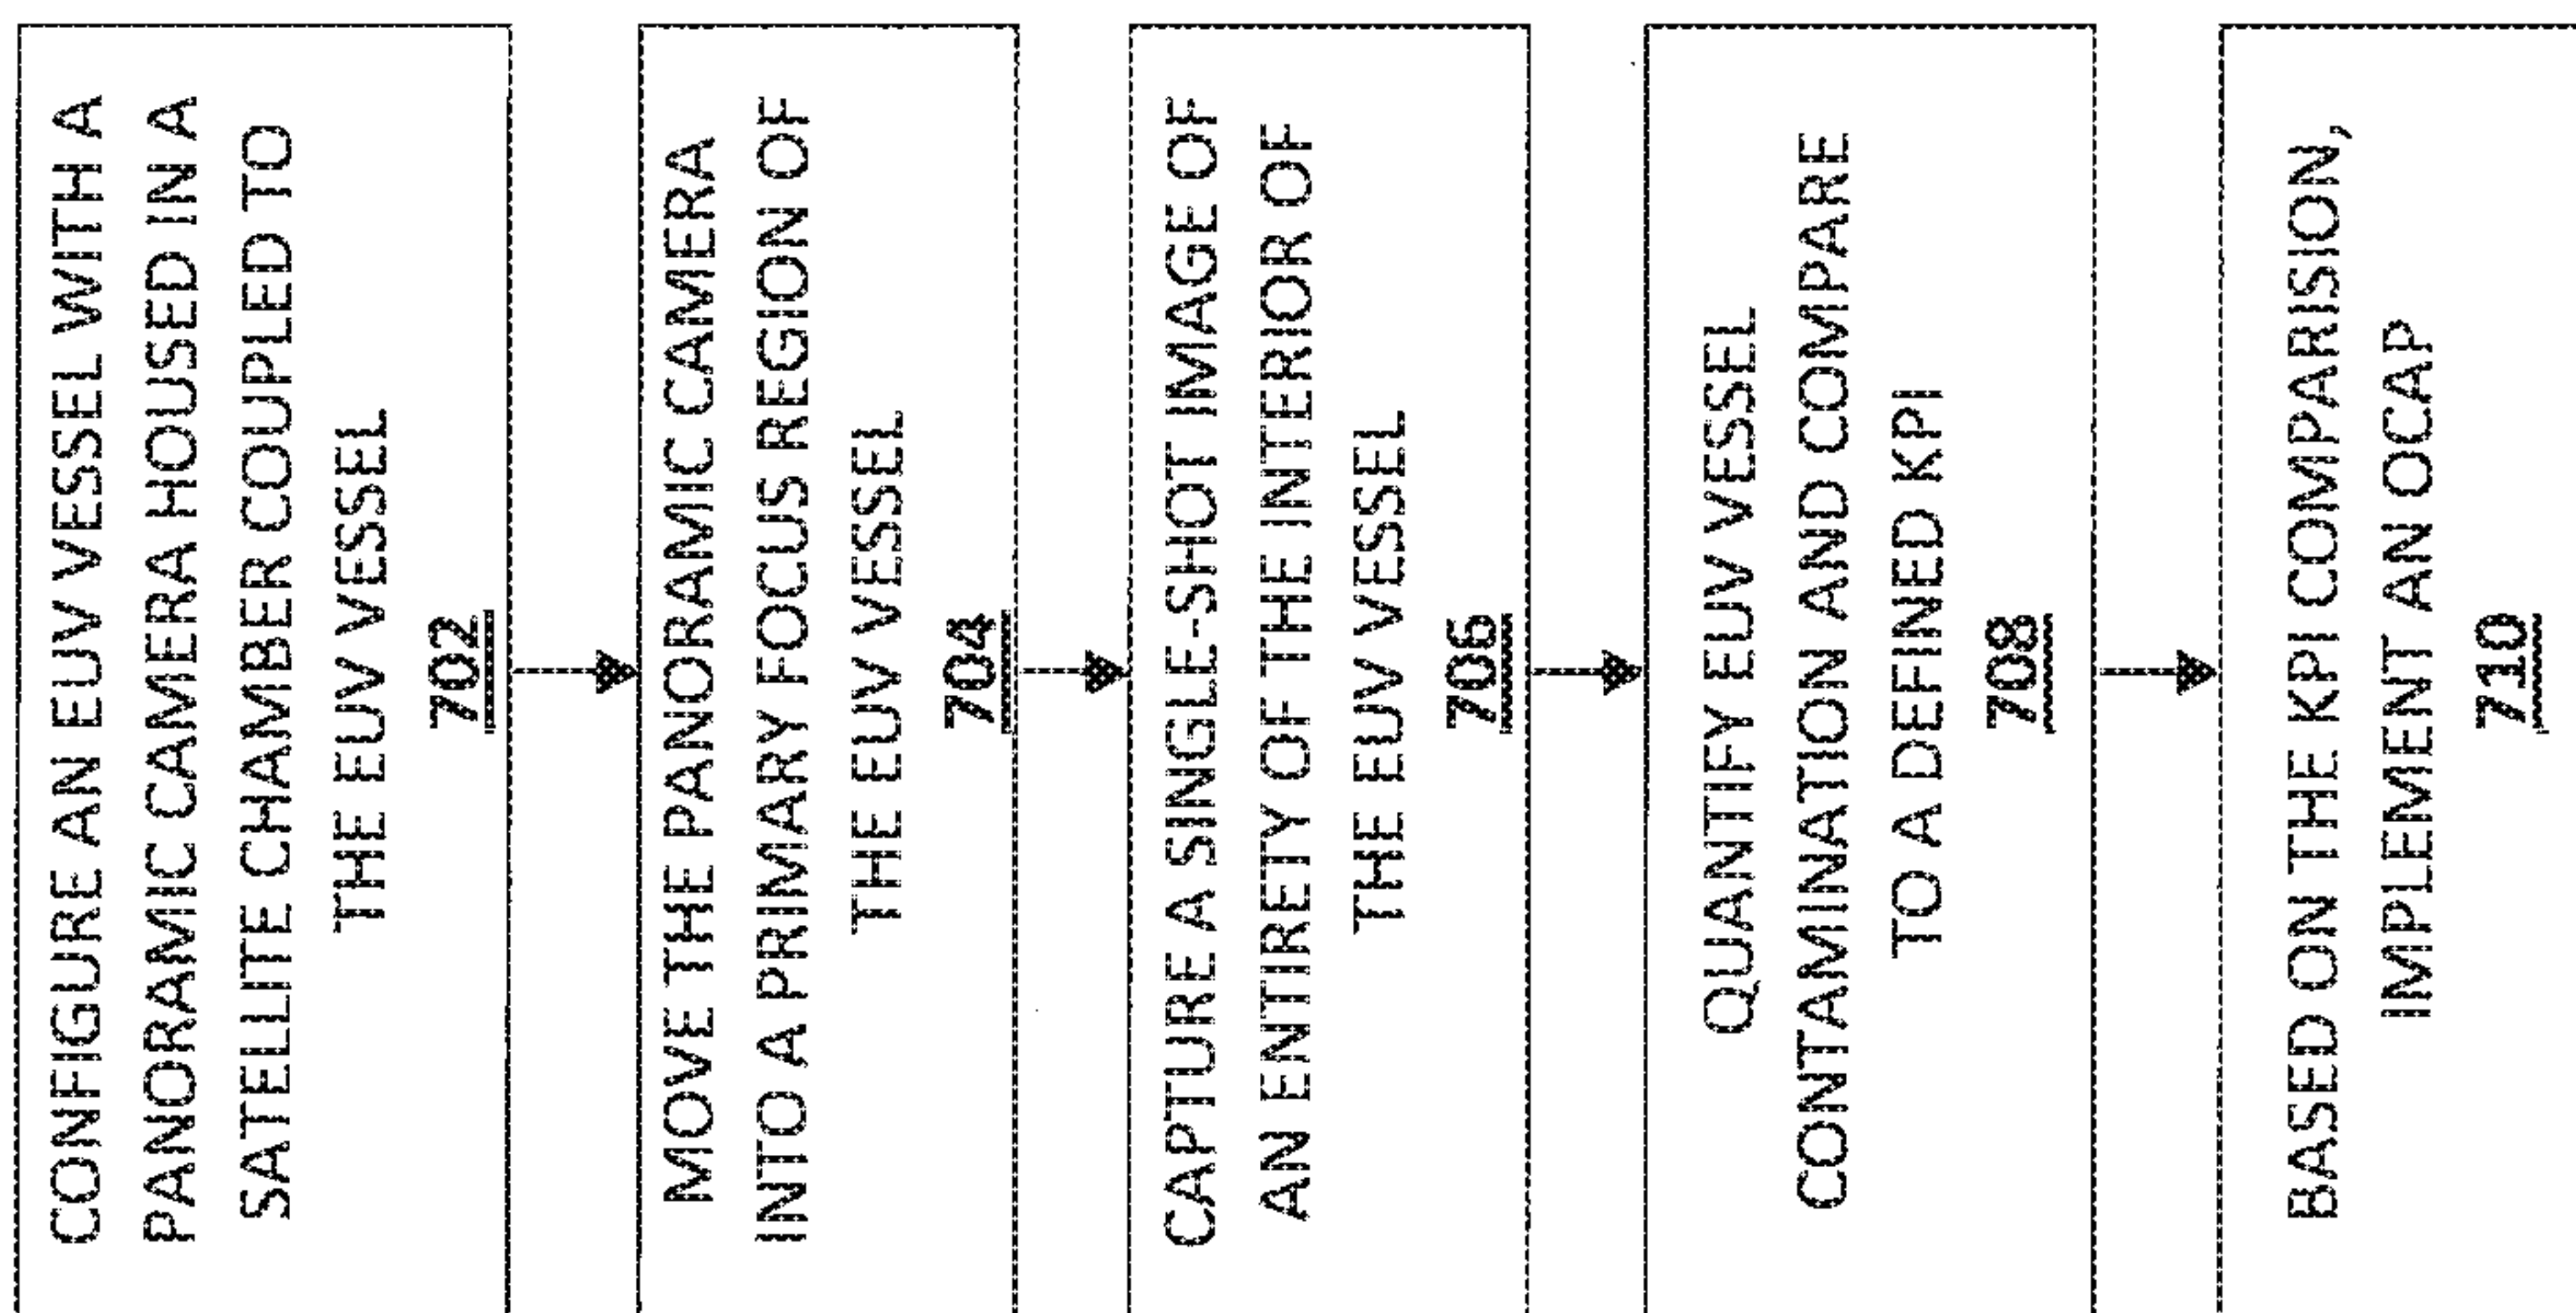 CONFIGURE AN EUV VESSEL WITH A
PANORAMIC CAMERA HOUSED IN A
SATELLITE CHAMBER COUPLED TO
THE EUV VESSEL
702
MOVE THE PANORAMIC CAMERA
INTO A PRIMARY FOCUS REGION OF
THE EUV VESSEL
704
CAPTURE A SINGLE-SHOT IMAGE OF
AN ENTIRETY OF THE INTERIOR OF
THE EUV VESSEL
706
QUANTIFY EUV VESSEL
CONTAMINATION AND COMPARE
TO A DEFINED KPI
708
BASED ON THE KPI COMPARISION,
IMPLEMENT AN OCAP
710